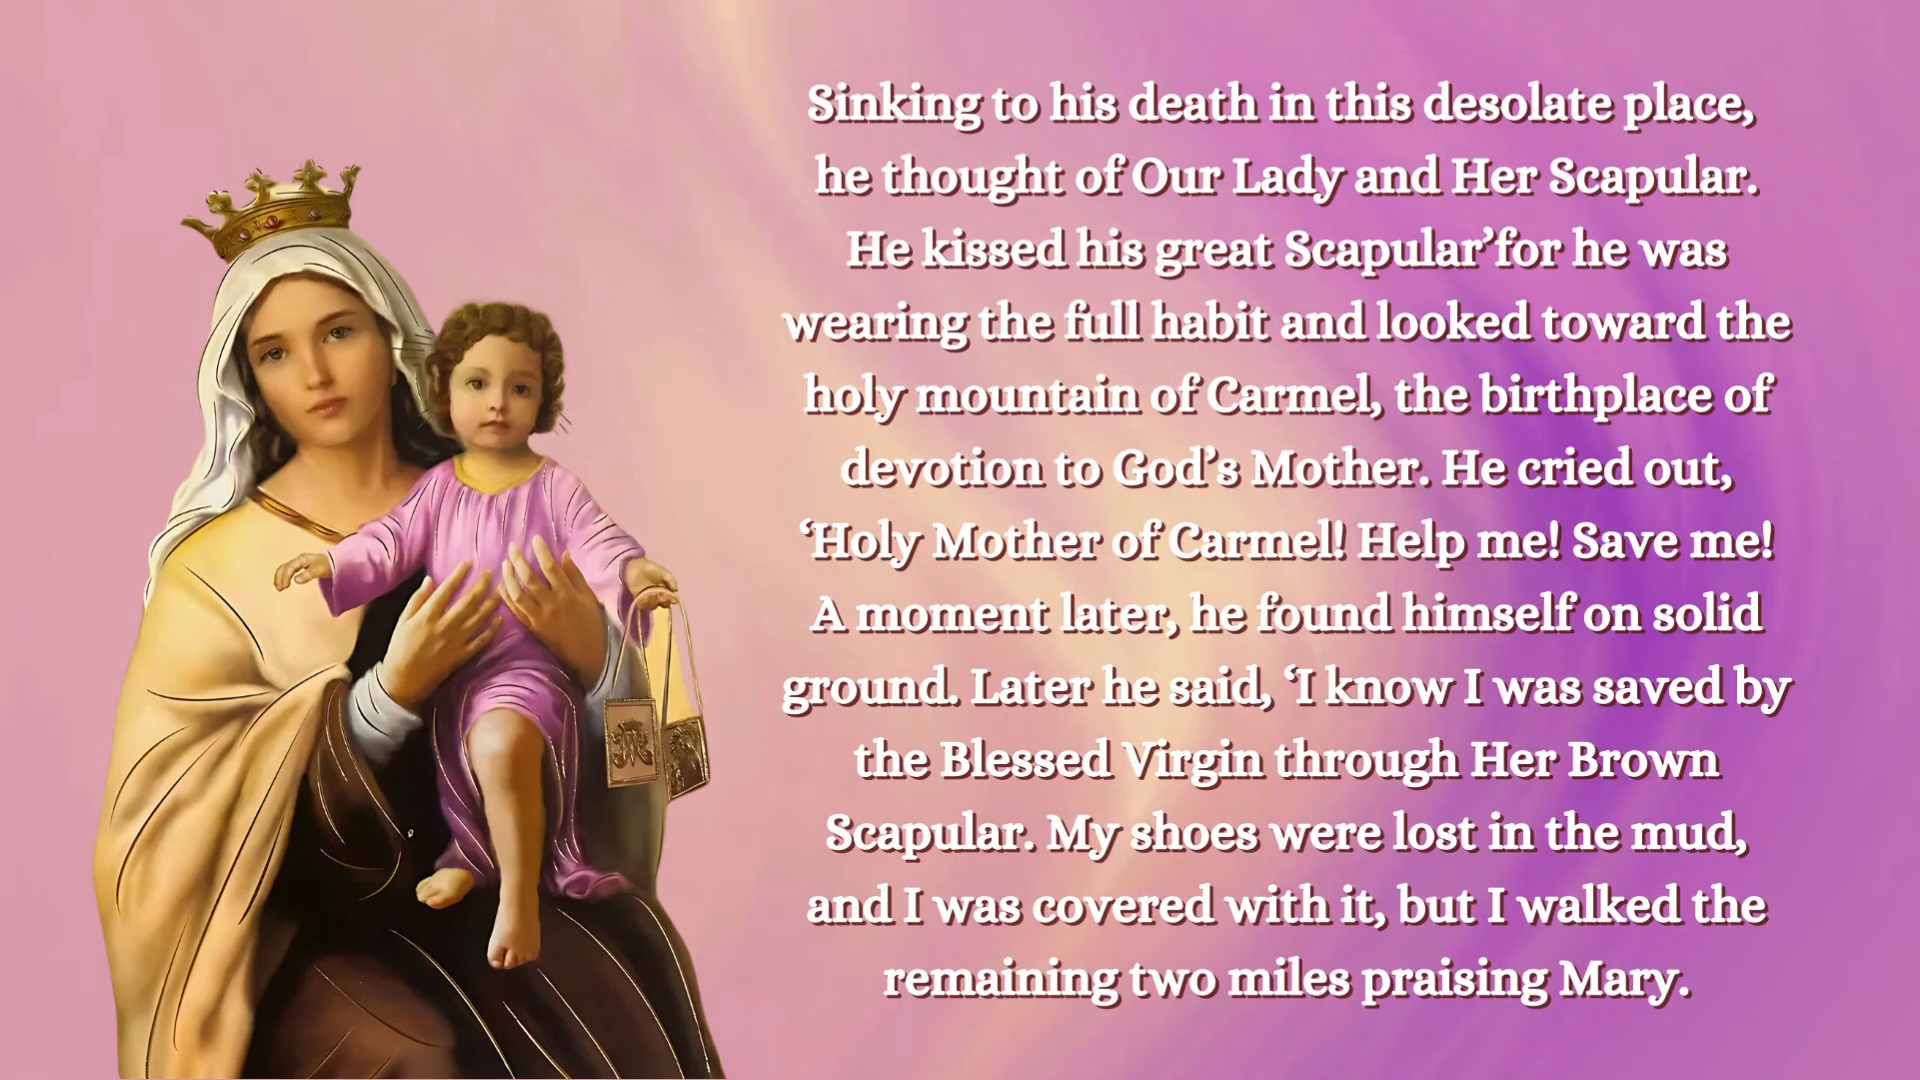 Sinking to his death in this desolate place,
he thought of Our Lady and Her Scapular.
He kissed his great Scapular’for he was
wearing the full habit and looked toward the
holy mountain of Carmel, the birthplace of
devotion to God’s Mother. He cried out,
‘Holy Mother of Carmel! Help me! Save me!
A moment later, he found himself on solid
ground. Later he said, ‘I know I was saved by
the Blessed Virgin through Her Brown
Scapular. My shoes were lost in the mud,
and I was covered with it, but I walked the
remaining two miles praising Mary.